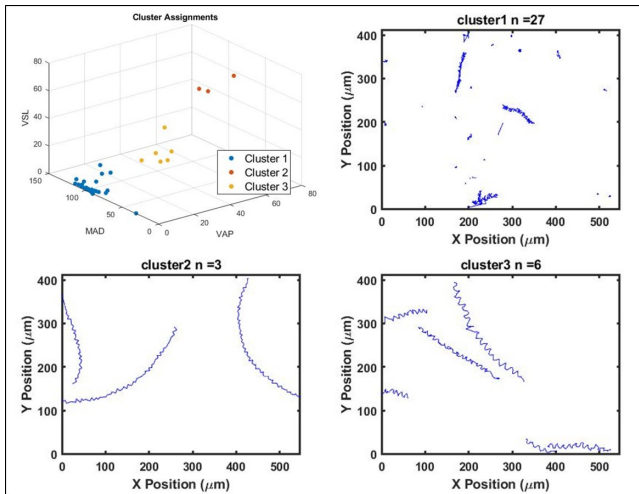 Cluster Assignments
80
60
40
20
0
VSL
150
100
50
0
MAD
0
20
40
60
80
VAP
Cluster 1
Cluster 2
Cluster 3
cluster1 n =27
400
300
200
100
0
Y Position (μm)
0 100 200 300 400 500
X Position (μm)
cluster2 n =3
400
300
200
100
0
Y Position (μm)
0 100 200 300 400 500
X Position (μm)
cluster3 n =6
400
300
200
100
0
Y Position (μm)
0 100 200 300 400 500
X Position (μm)